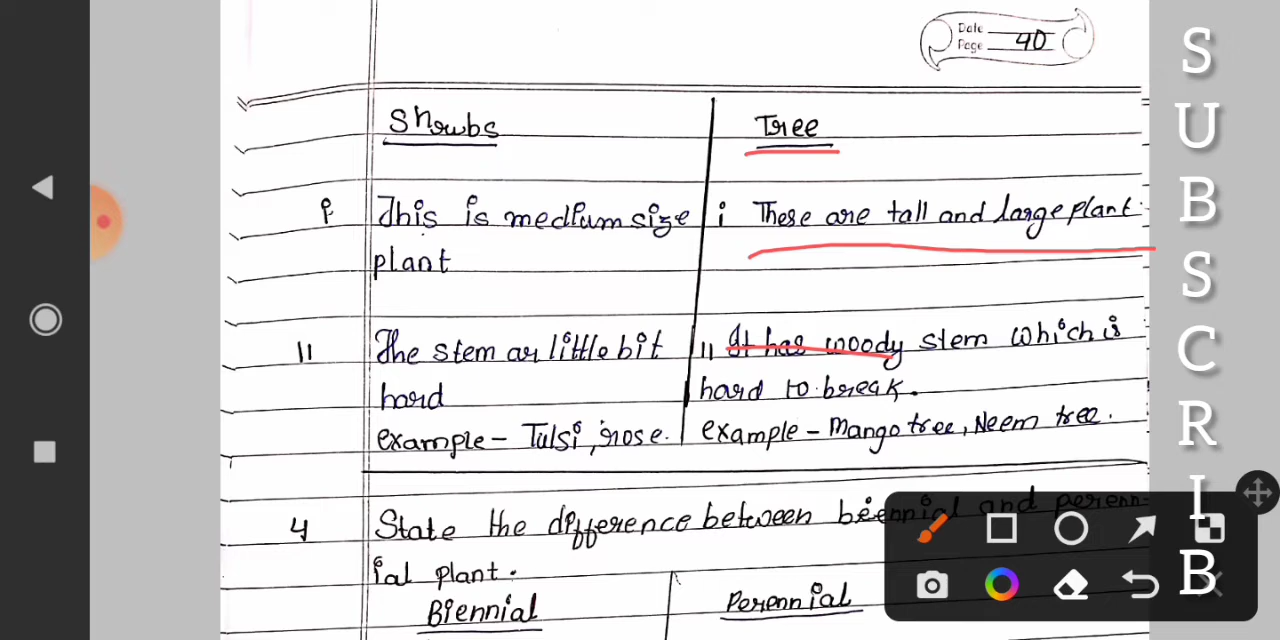 Date
Page 40
Shrubs Tree
i This is medium size i These are tall and large plant.
plant
ii The stem are little bit ii It has woody stem which is
hard hard to break.
example - Tulsi, rose. example - Mango tree, Neem tree.
4 State the difference between biennial and perenn-
ial plant.
Biennial Perennial
S
U
B
S
C
R
I
B